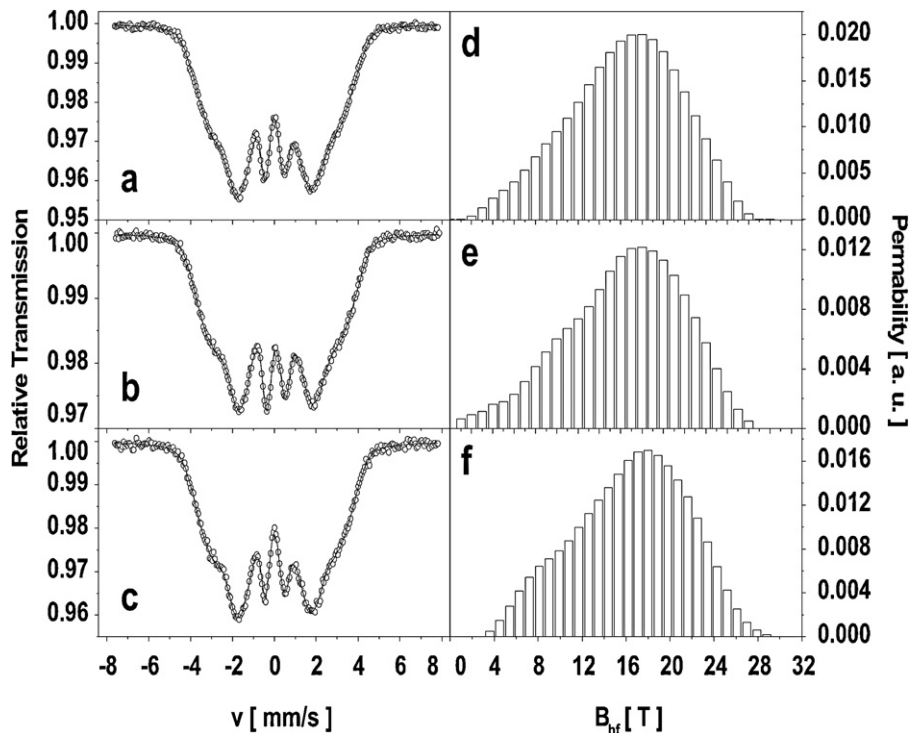 1.00
0.99
0.98
0.97
0.96
0.95
a
1.00
0.99
0.98
0.97
b
1.00
0.99
0.98
0.97
0.96
c
Relative Transmission
-8 -6 -4 -2 0 2 4 6 8
v [ mm/s ]
d
0.020
0.015
0.010
0.005
0.000
e
0.012
0.008
0.004
0.000
f
0.016
0.012
0.008
0.004
0.000
Permability [ a. u. ]
0 4 8 12 16 20 24 28 32
B_hf [ T ]